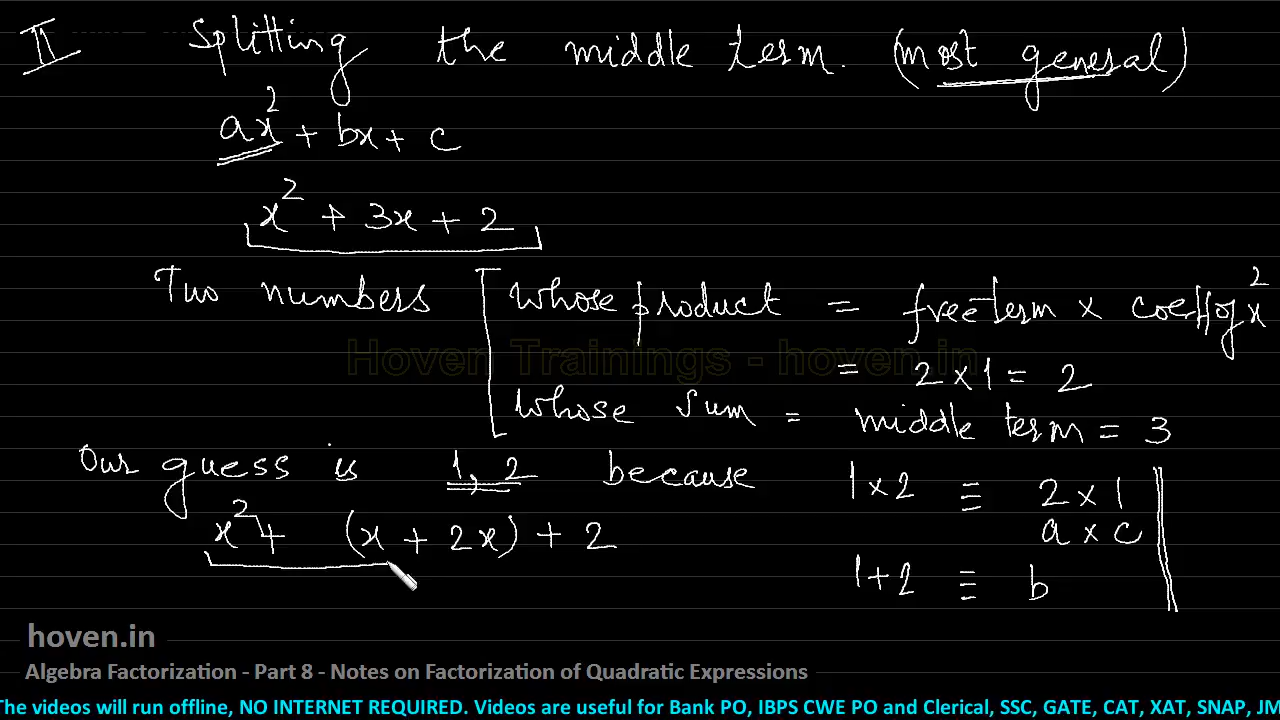 II Splitting the middle term. (most general)
ax² + bx + c
x² + 3x + 2
Two numbers whose product = free-term × coeff of x²
Hoven Trainings - hoven.in
= 2 × 1 = 2
whose sum = middle term = 3
Our guess is 1, 2 because 1 × 2 ≡ 2 × 1
x² + (x + 2x) + 2 a × c
1 + 2 ≡ b
hoven.in
Algebra Factorization - Part 8 - Notes on Factorization of Quadratic Expressions
The videos will run offline, NO INTERNET REQUIRED. Videos are useful for Bank PO, IBPS CWE PO and Clerical, SSC, GATE, CAT, XAT, SNAP, JM